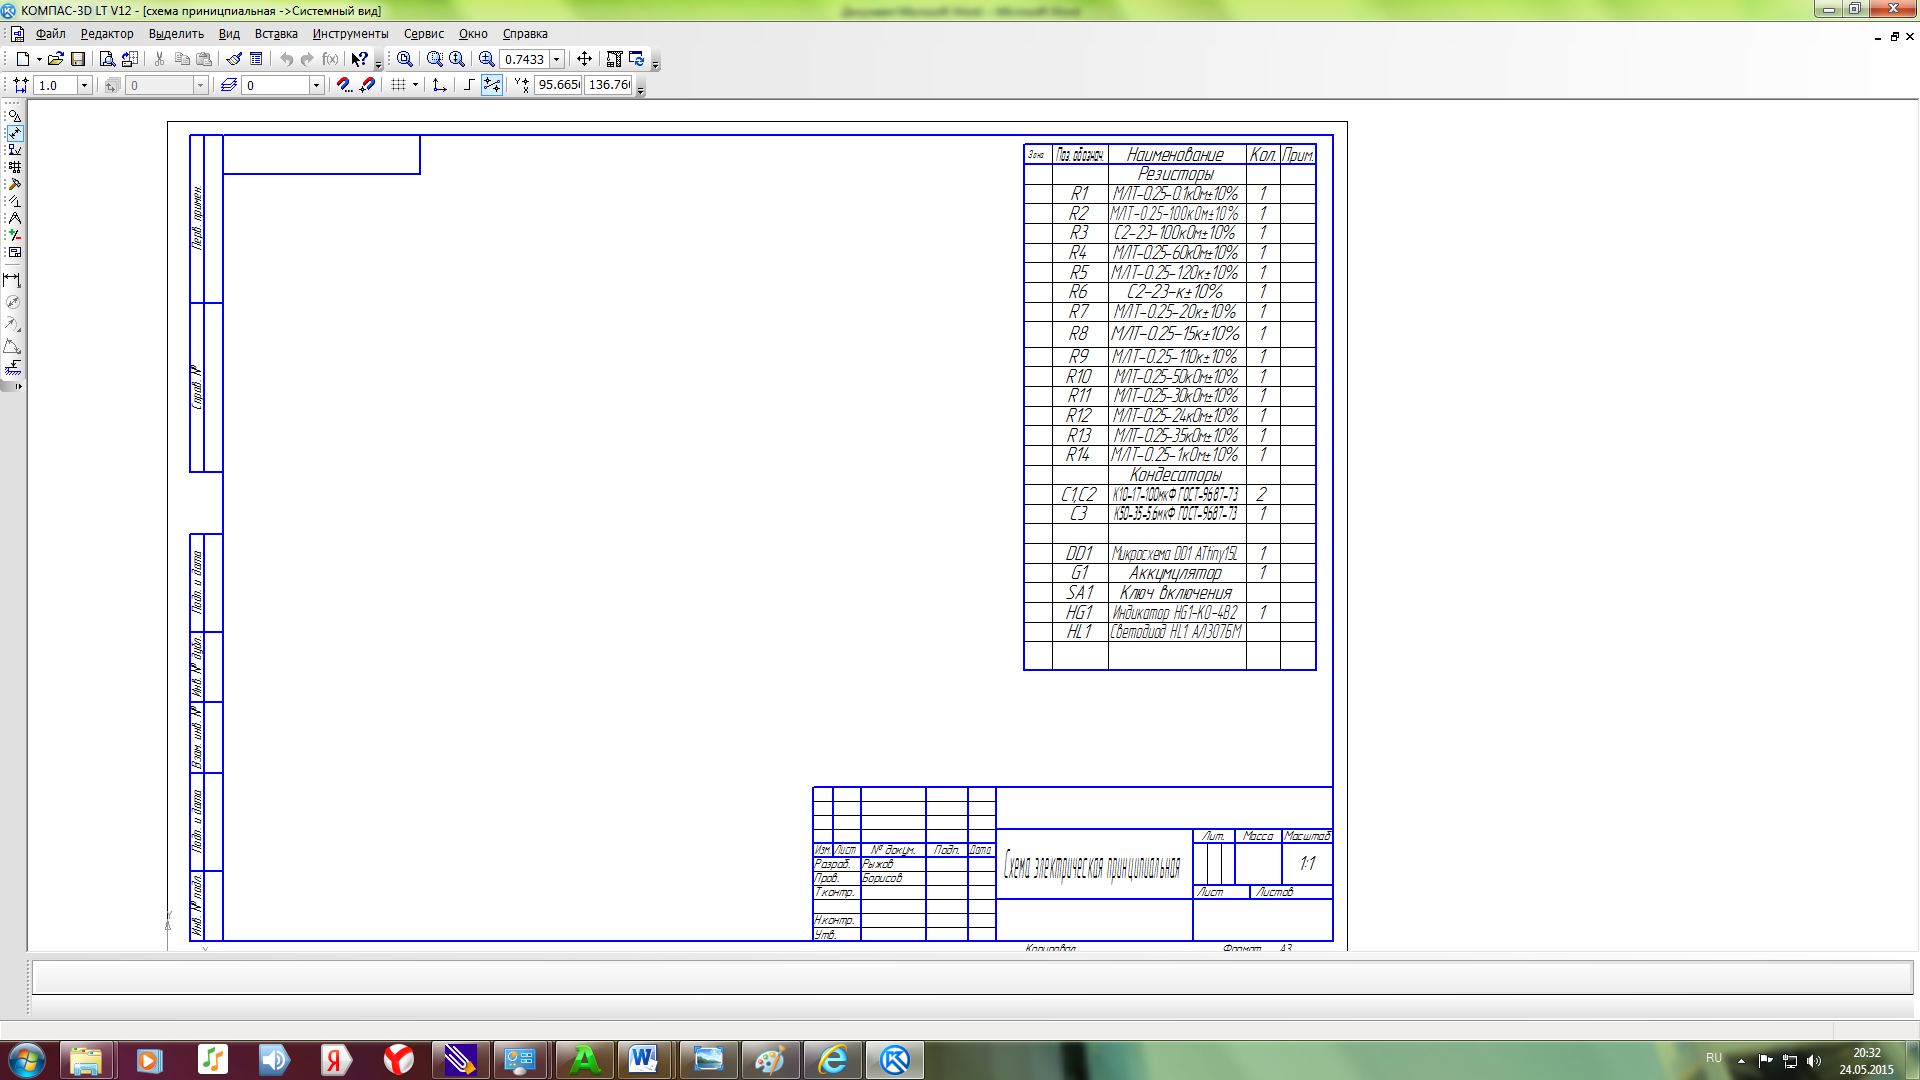 КОМПАС-3D LT V12 - [схема приницпиальная ->Системный вид]
Файл Редактор Выделить Вид Вставка Инструменты Сервис Окно Справка
0.7433
1.0 0 0 95.665 136.76
Зона Поз. обознач. Наименование Кол. Прим.
Резисторы
R1 МЛТ-0.25-0.1кОм±10% 1
R2 МЛТ-0.25-100кОм±10% 1
R3 С2-23-100кОм±10% 1
R4 МЛТ-0.25-60кОм±10% 1
R5 МЛТ-0.25-120к±10% 1
R6 С2-23-к±10% 1
R7 МЛТ-0.25-20к±10% 1
R8 МЛТ-0.25-15к±10% 1
R9 МЛТ-0.25-110к±10% 1
R10 МЛТ-0.25-50кОм±10% 1
R11 МЛТ-0.25-30кОм±10% 1
R12 МЛТ-0.25-24кОм±10% 1
R13 МЛТ-0.25-35кОм±10% 1
R14 МЛТ-0.25-1кОм±10% 1
Кондесаторы
C1,C2 К10-17-100мкФ ГОСТ-9687-73 2
C3 К50-35-5.6мкФ ГОСТ-9687-73 1
DD1 Микросхема DD1 ATtiny15L 1
G1 Аккумулятор 1
SA1 Ключ включения
HG1 Индикатор HG1-КО-4В2 1
HL1 Светодиод HL1 АЛ307БМ
Перв. примен.
Справ. №
Подп. и дата
Инв. № дубл.
Взам. инв. №
Подп. и дата
Инв. № подл.
Изм. Лист № докум. Подп. Дата
Разраб. Рыжов
Пров. Борисов
Т.контр.
Н.контр.
Утв.
Схема электрическая приницпиальная
Лит. Масса Масштаб
1:1
Лист Листов
Копировал Формат А3
Y
X
RU
20:32
24.05.2015